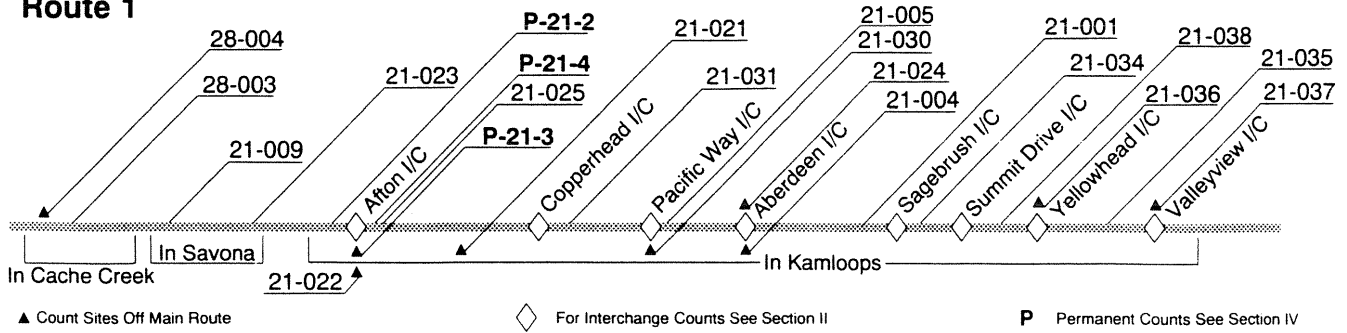 Route 1
28-004
28-003
21-009
21-023
P-21-2
P-21-4
21-025
P-21-3
21-021
21-031
21-005
21-030
21-024
21-004
21-001
21-034
21-038
21-036
21-035
21-037
Afton I/C
Copperhead I/C
Pacific Way I/C
Aberdeen I/C
Sagebrush I/C
Summit Drive I/C
Yellowhead I/C
Valleyview I/C
In Cache Creek
In Savona
21-022
In Kamloops
▲ Count Sites Off Main Route
◇ For Interchange Counts See Section II
P Permanent Counts See Section IV